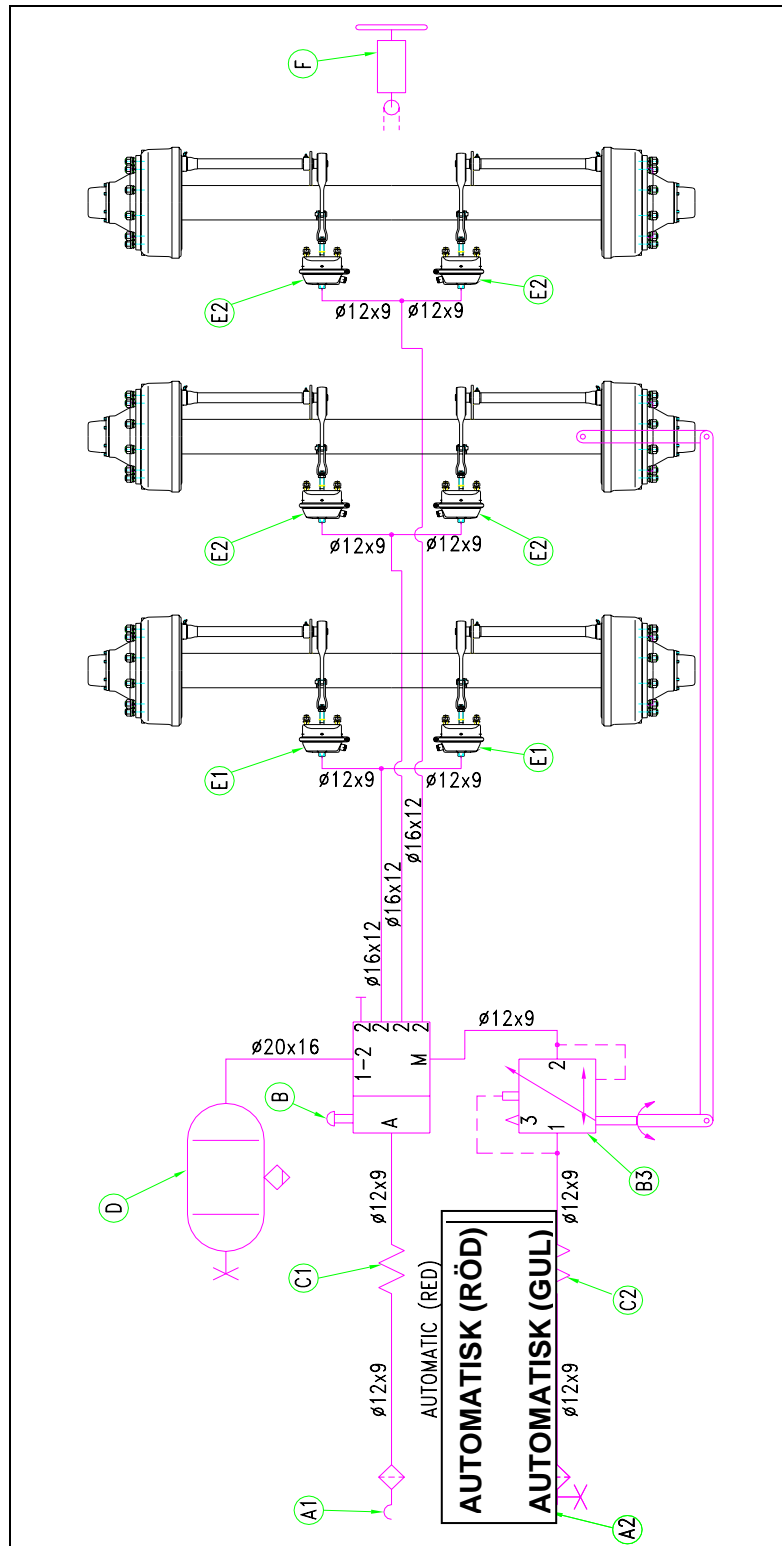 F
E2
E2
ø12x9
ø12x9
E2
E2
ø12x9
ø12x9
E1
E1
ø12x9
ø12x9
ø16x12
ø16x12
ø16x12
ø20x16
ø12x9
2
2
2
2
1-2
M
B
A
2
3
1
B3
D
ø12x9
ø12x9
C1
C2
AUTOMATIC (RED)
AUTOMATISK (RÖD)
AUTOMATISK (GUL)
ø12x9
ø12x9
A1
A2